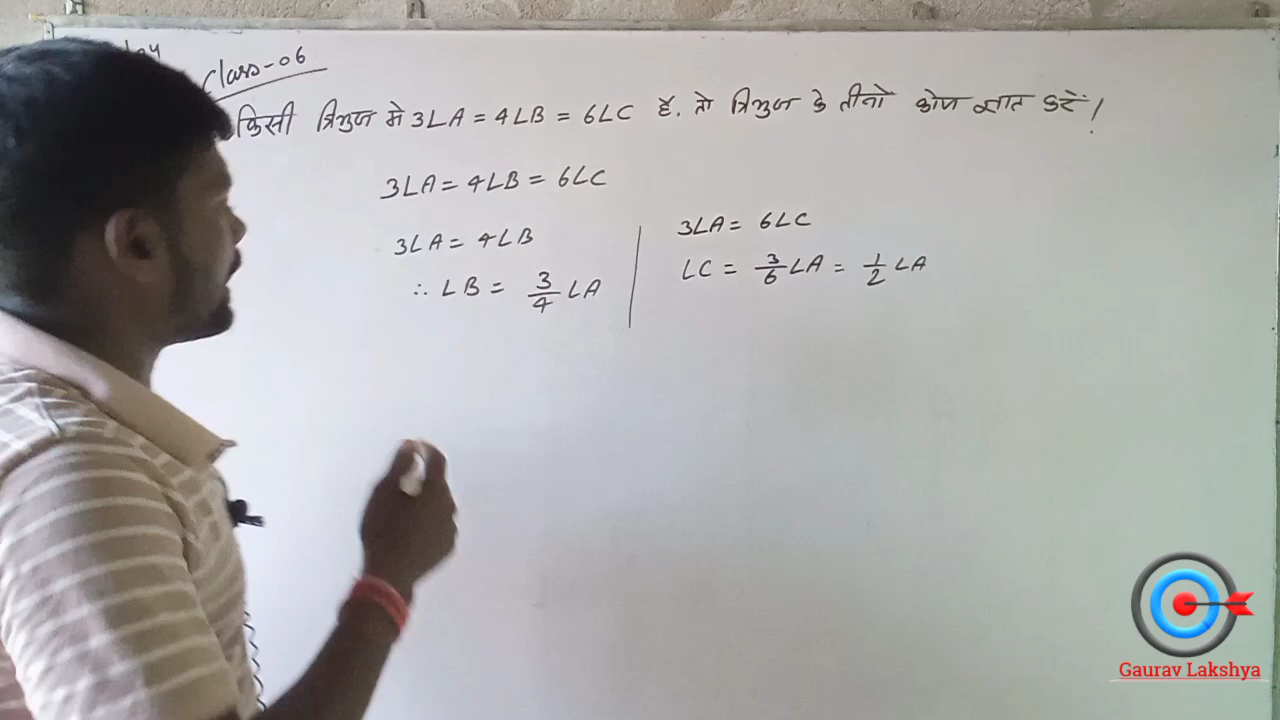 Class-06
किसी त्रिभुज मे 3∠A = 4∠B = 6∠C हैं. तो त्रिभुज के तीनों कोण ज्ञात करें!
3∠A = 4∠B = 6∠C
3∠A = 4∠B
∴ ∠B = 3/4 ∠A
3∠A = 6∠C
∠C = 3/6 ∠A = 1/2 ∠A
Gaurav Lakshya